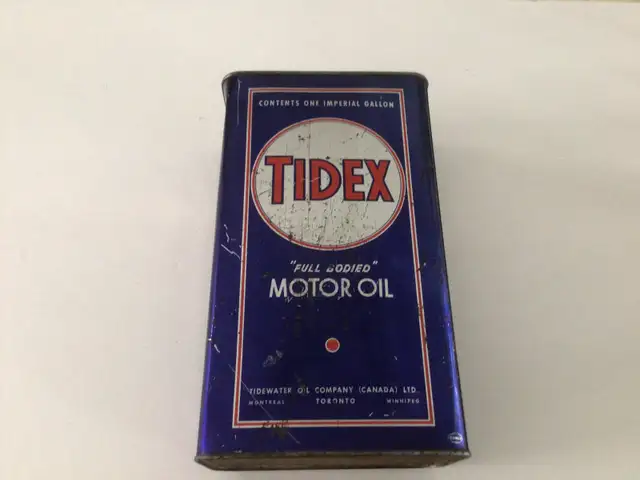 CONTENTS ONE IMPERIAL GALLON
TIDEX
"FULL BODIED"
MOTOR OIL
TIDEWATER OIL COMPANY (CANADA) LTD.
MONTREAL TORONTO WINNIPEG